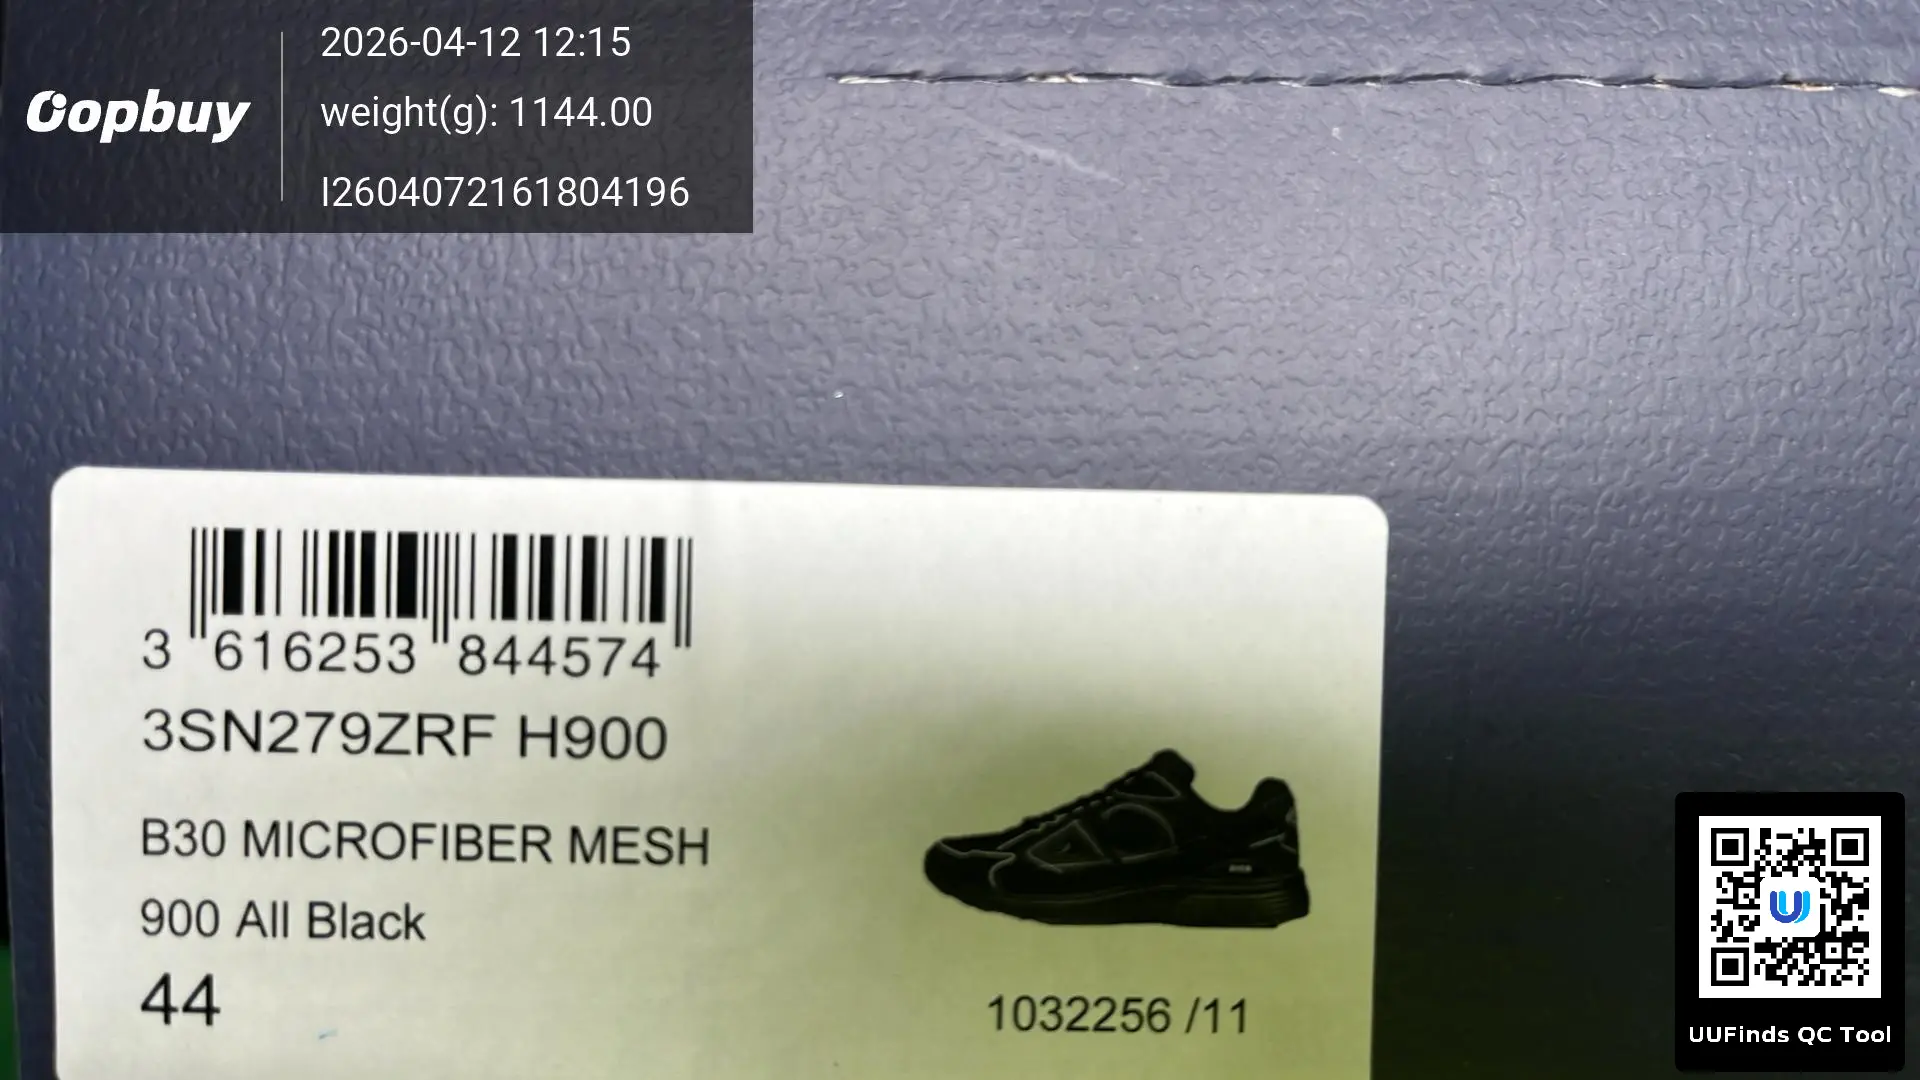 Oopbuy
2026-04-12 12:15
weight(g): 1144.00
I2604072161804196
3 616253 844574
3SN279ZRF H900
B30 MICROFIBER MESH
900 All Black
44
1032256 /11
UUFinds QC Tool